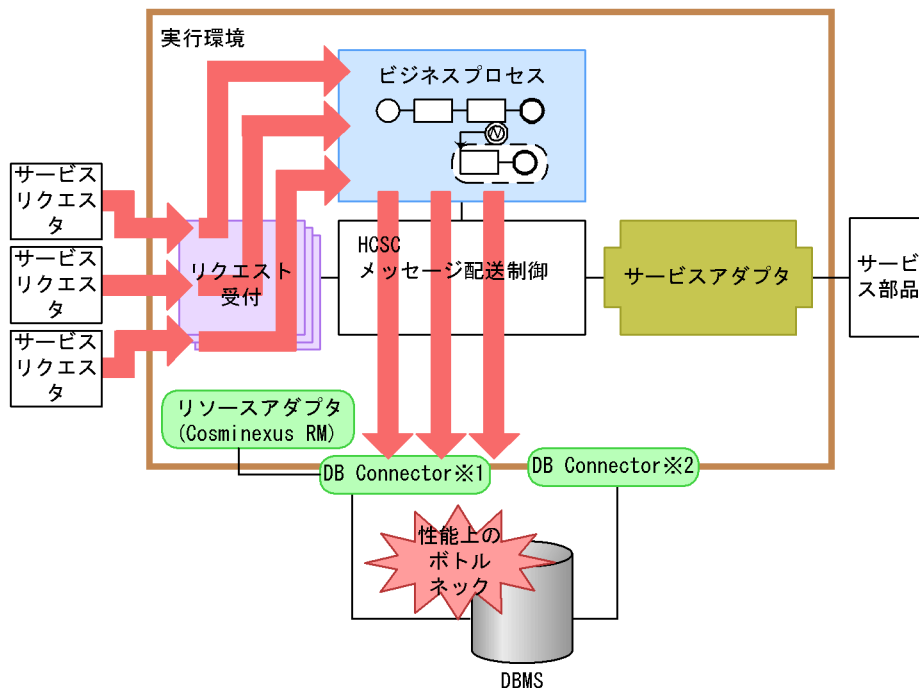 実行環境
ビジネスプロセス
サービス
リクエス
タ
サービス
リクエス
タ
サービス
リクエス
タ
リクエスト
受付
HCSC
メッセージ配送制御
サービスアダプタ
サービ
ス部品
リソースアダプタ
(Cosminexus RM)
DB Connector※1
DB Connector※2
性能上の
ボトル
ネック
DBMS